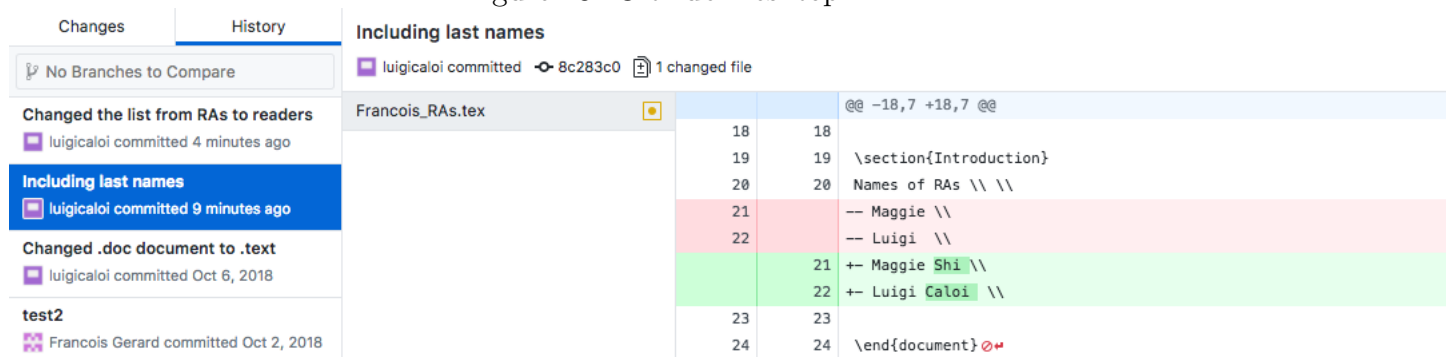 Changes History
No Branches to Compare
Changed the list from RAs to readers
luigicaloi committed 4 minutes ago
Including last names
luigicaloi committed 9 minutes ago
Changed .doc document to .text
luigicaloi committed Oct 6, 2018
test2
Francois Gerard committed Oct 2, 2018
Including last names
luigicaloi committed 8c283c0 1 changed file
Francois_RAs.tex
@@ -18,7 +18,7 @@
18 18
19 19 \section{Introduction}
20 20 Names of RAs \\ \\
21 -- Maggie \\
22 -- Luigi \\
21 +- Maggie Shi \\
22 +- Luigi Caloi \\
23 23
24 24 \end{document}